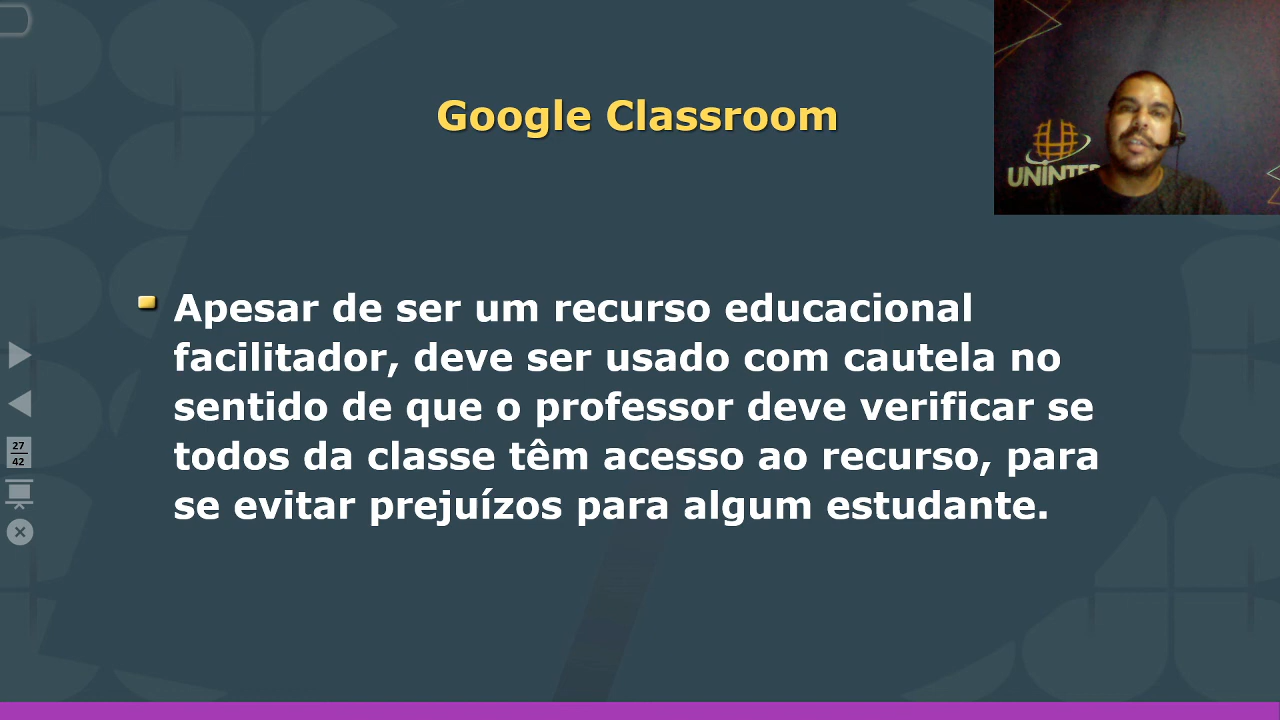 Google Classroom
UNINTER
Apesar de ser um recurso educacional
facilitador, deve ser usado com cautela no
sentido de que o professor deve verificar se
todos da classe têm acesso ao recurso, para
se evitar prejuízos para algum estudante.
27
42